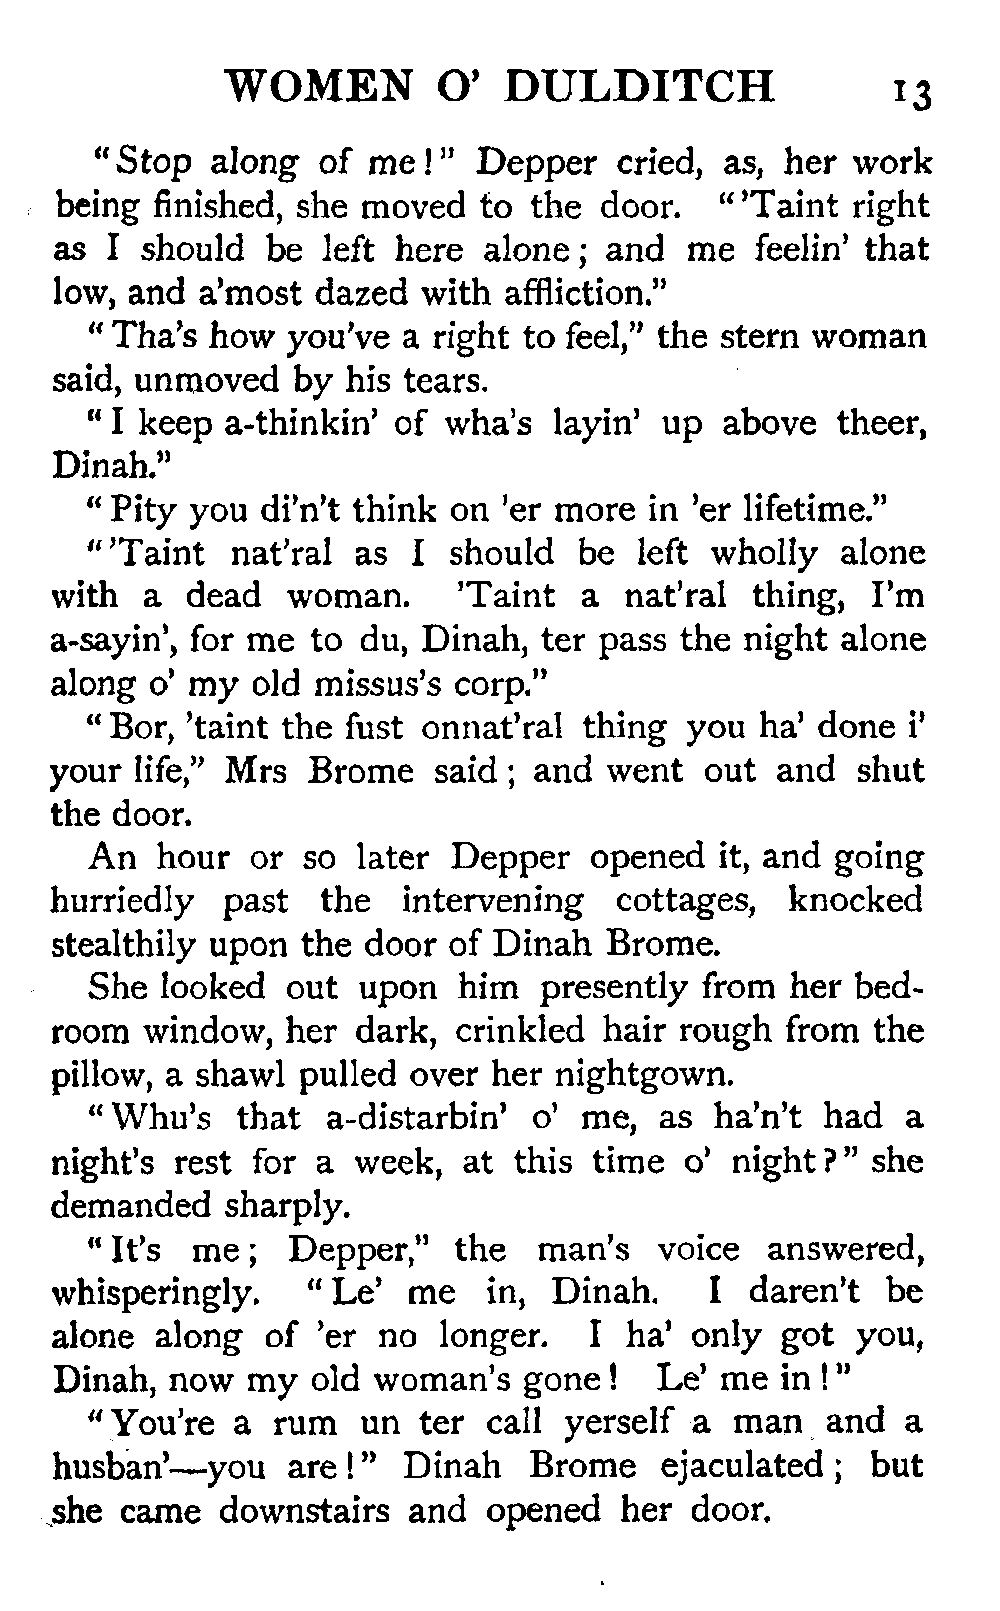 WOMEN O' DULDITCH 13
"Stop along of me!" Depper cried, as, her work
being finished, she moved to the door. "'Taint right
as I should be left here alone; and me feelin' that
low, and a'most dazed with affliction."
"Tha's how you've a right to feel," the stern woman
said, unmoved by his tears.
"I keep a-thinkin' of wha's layin' up above theer,
Dinah."
"Pity you di'n't think on 'er more in 'er lifetime."
"'Taint nat'ral as I should be left wholly alone
with a dead woman. 'Taint a nat'ral thing, I'm
a-sayin', for me to du, Dinah, ter pass the night alone
along o' my old missus's corp."
"Bor, 'taint the fust onnat'ral thing you ha' done i'
your life," Mrs Brome said; and went out and shut
the door.
An hour or so later Depper opened it, and going
hurriedly past the intervening cottages, knocked
stealthily upon the door of Dinah Brome.
She looked out upon him presently from her bed-
room window, her dark, crinkled hair rough from the
pillow, a shawl pulled over her nightgown.
"Whu's that a-distarbin' o' me, as ha'n't had a
night's rest for a week, at this time o' night?" she
demanded sharply.
"It's me; Depper," the man's voice answered,
whisperingly. "Le' me in, Dinah. I daren't be
alone along of 'er no longer. I ha' only got you,
Dinah, now my old woman's gone! Le' me in!"
"You're a rum un ter call yerself a man and a
husban'—you are!" Dinah Brome ejaculated; but
she came downstairs and opened her door.